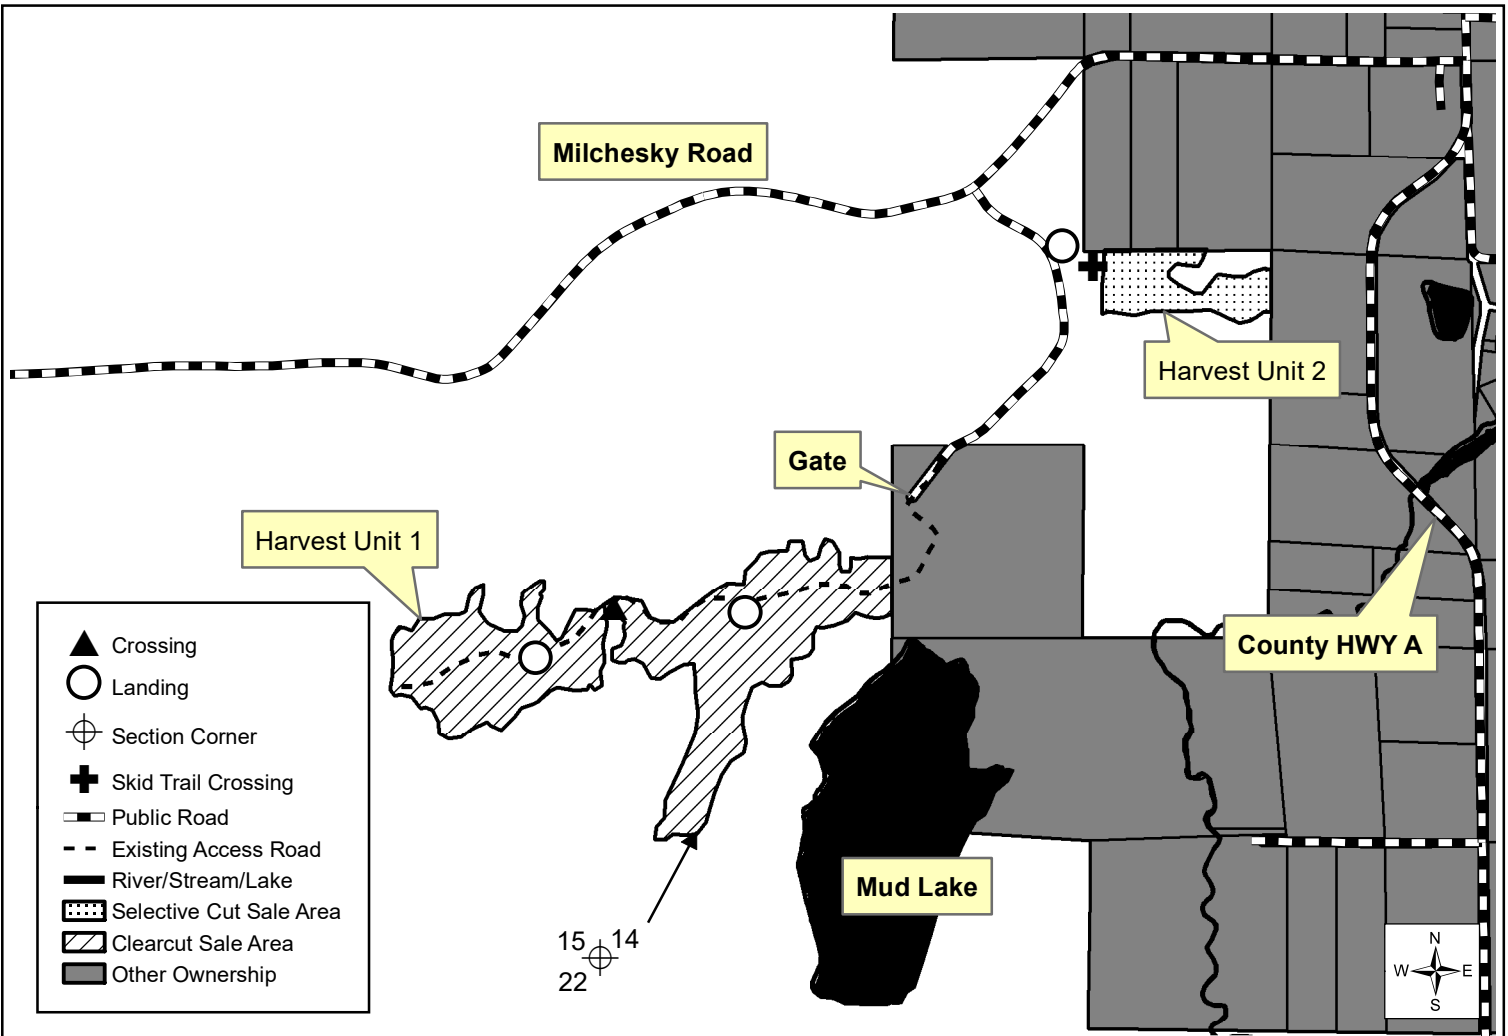 Milchesky Road
Harvest Unit 2
Gate
Harvest Unit 1
County HWY A
Crossing
Landing
Section Corner
Skid Trail Crossing
Public Road
Existing Access Road
River/Stream/Lake
Selective Cut Sale Area
Clearcut Sale Area
Other Ownership
Mud Lake
15 14
22
N
W E
S